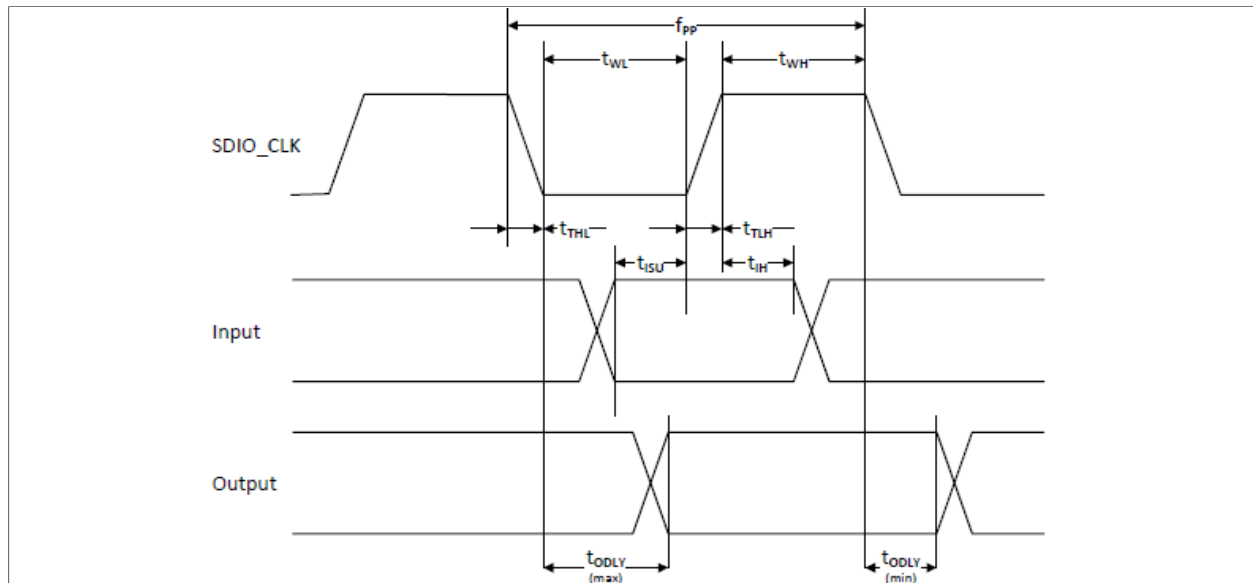 fPP
tWL
tWH
SDIO_CLK
tTHL
tTLH
tISU
tIH
Input
Output
tODLY
(max)
tODLY
(min)